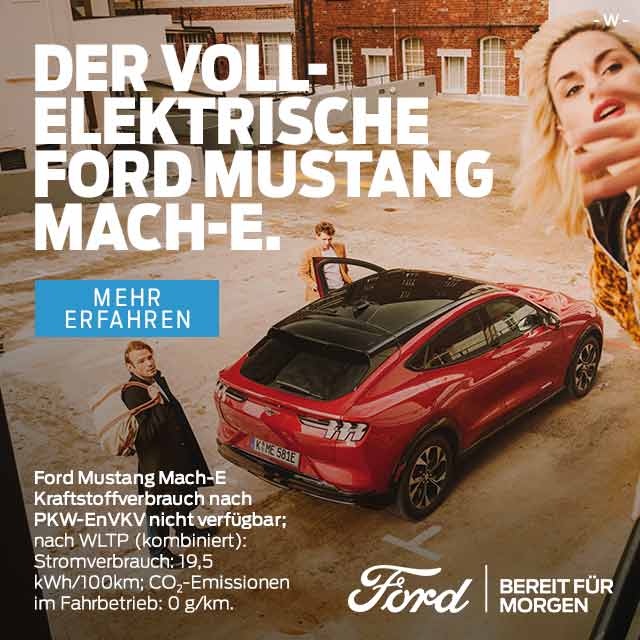 - W -
DER VOLL-
ELEKTRISCHE
FORD MUSTANG
MACH-E.
MEHR
ERFAHREN
K·ME 581E
Ford Mustang Mach-E
Kraftstoffverbrauch nach
PKW-EnVKV nicht verfügbar;
nach WLTP (kombiniert):
Stromverbrauch: 19,5
kWh/100km; CO₂-Emissionen
im Fahrbetrieb: 0 g/km.
Ford
BEREIT FÜR
MORGEN